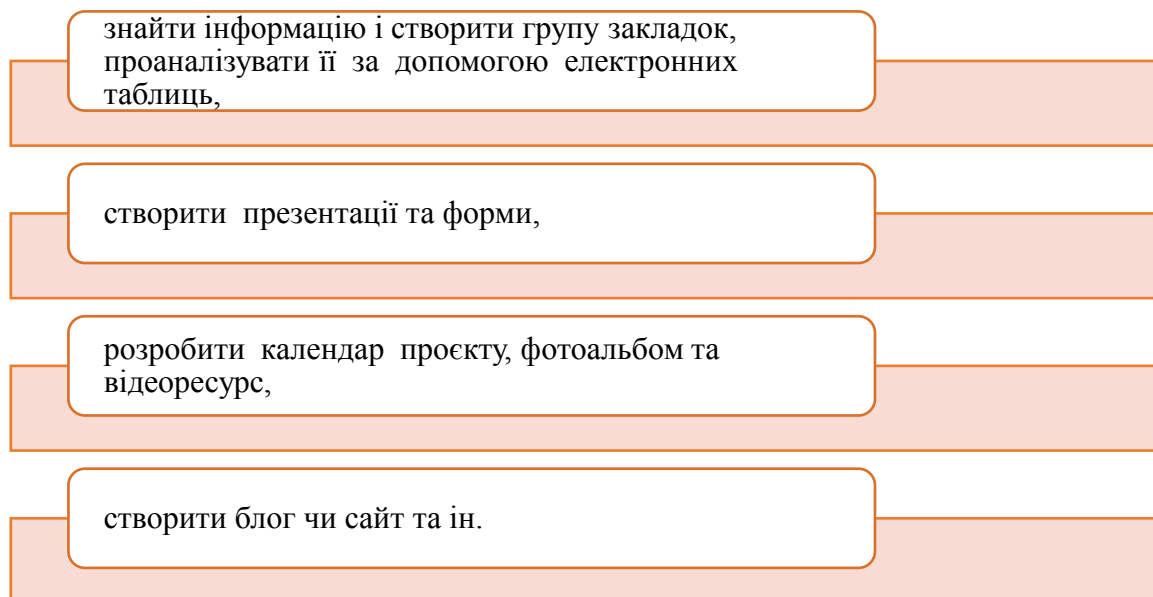 знайти інформацію і створити групу закладок,
проаналізувати її за допомогою електронних
таблиць,
створити презентації та форми,
розробити календар проєкту, фотоальбом та
відеоресурс,
створити блог чи сайт та ін.